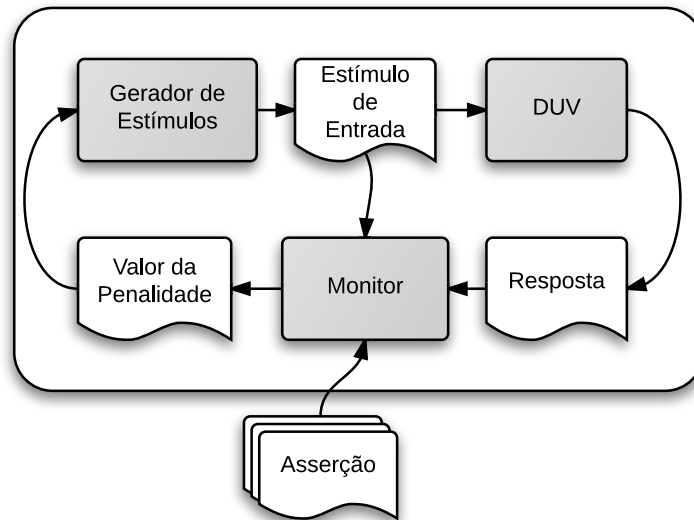 Gerador de
Estímulos
Estímulo
de
Entrada
DUV
Valor da
Penalidade
Monitor
Resposta
Asserção